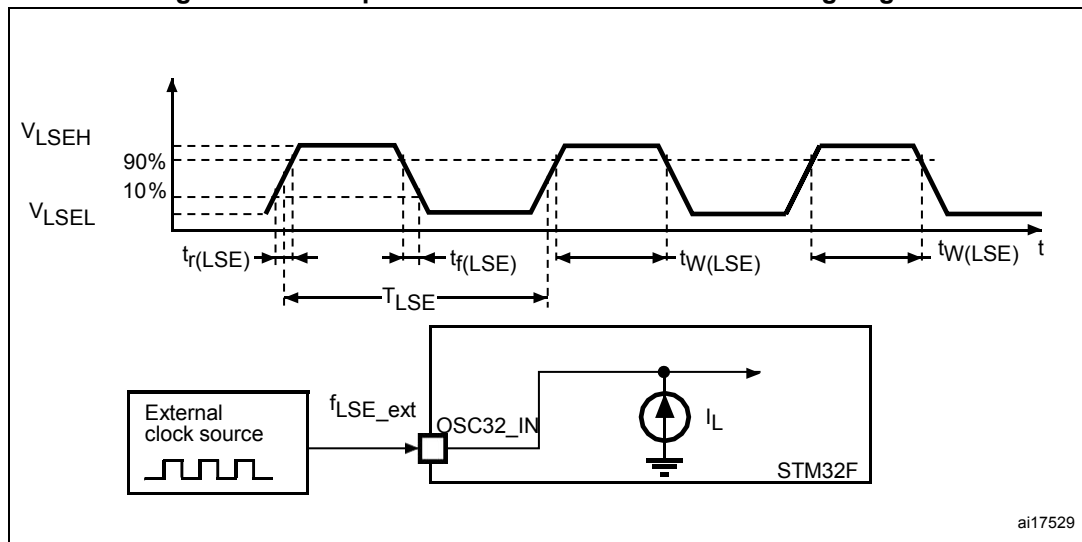 V_LSEH
90%
10%
V_LSEL
t_r(LSE)
t_f(LSE)
t_W(LSE)
t_W(LSE)
t
T_LSE
External
clock source
f_LSE_ext
OSC32_IN
I_L
STM32F
ai17529